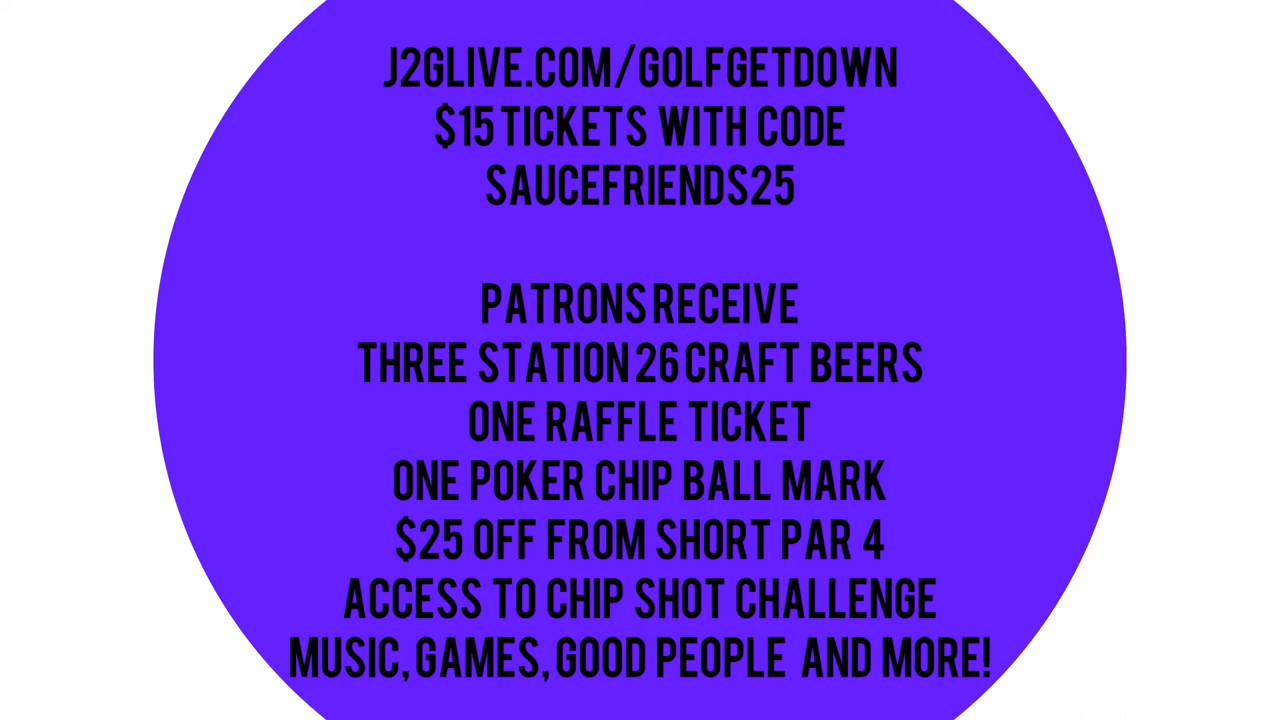 J2GLIVE.COM/GOLFGETDOWN
$15 TICKETS WITH CODE
SAUCEFRIENDS25
PATRONS RECEIVE
THREE STATION 26 CRAFT BEERS
ONE RAFFLE TICKET
ONE POKER CHIP BALL MARK
$25 OFF FROM SHORT PAR 4
ACCESS TO CHIP SHOT CHALLENGE
MUSIC, GAMES, GOOD PEOPLE AND MORE!